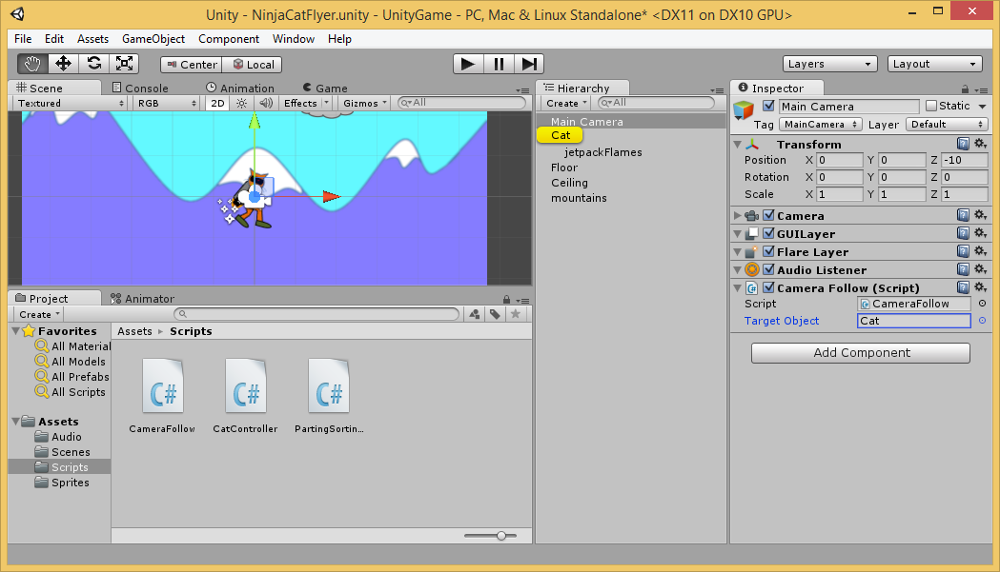 Unity - NinjaCatFlyer.unity - UnityGame - PC, Mac & Linux Standalone* <DX11 on DX10 GPU>
File Edit Assets GameObject Component Window Help
Center Local Layers Layout
Scene Console Animation Game
Textured RGB 2D Effects Gizmos All
Project Animator
Create
Favorites
All Material
All Models
All Prefabs
All Scripts
Assets
Audio
Scenes
Scripts
Sprites
Assets Scripts
C# C# C#
CameraFollow CatController PartingSortin...
Hierarchy
Create All
Main Camera
Cat
jetpackFlames
Floor
Ceiling
mountains
Inspector
Main Camera Static
Tag MainCamera Layer Default
Transform
Position X 0 Y 0 Z -10
Rotation X 0 Y 0 Z 0
Scale X 1 Y 1 Z 1
Camera
GUILayer
Flare Layer
Audio Listener
Camera Follow (Script)
Script CameraFollow
Target Object Cat
Add Component